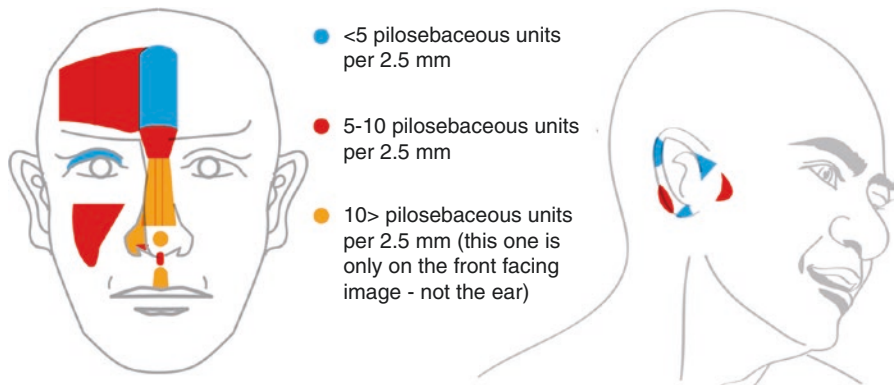 <5 pilosebaceous units
per 2.5 mm
5-10 pilosebaceous units
per 2.5 mm
10> pilosebaceous units
per 2.5 mm (this one is
only on the front facing
image - not the ear)